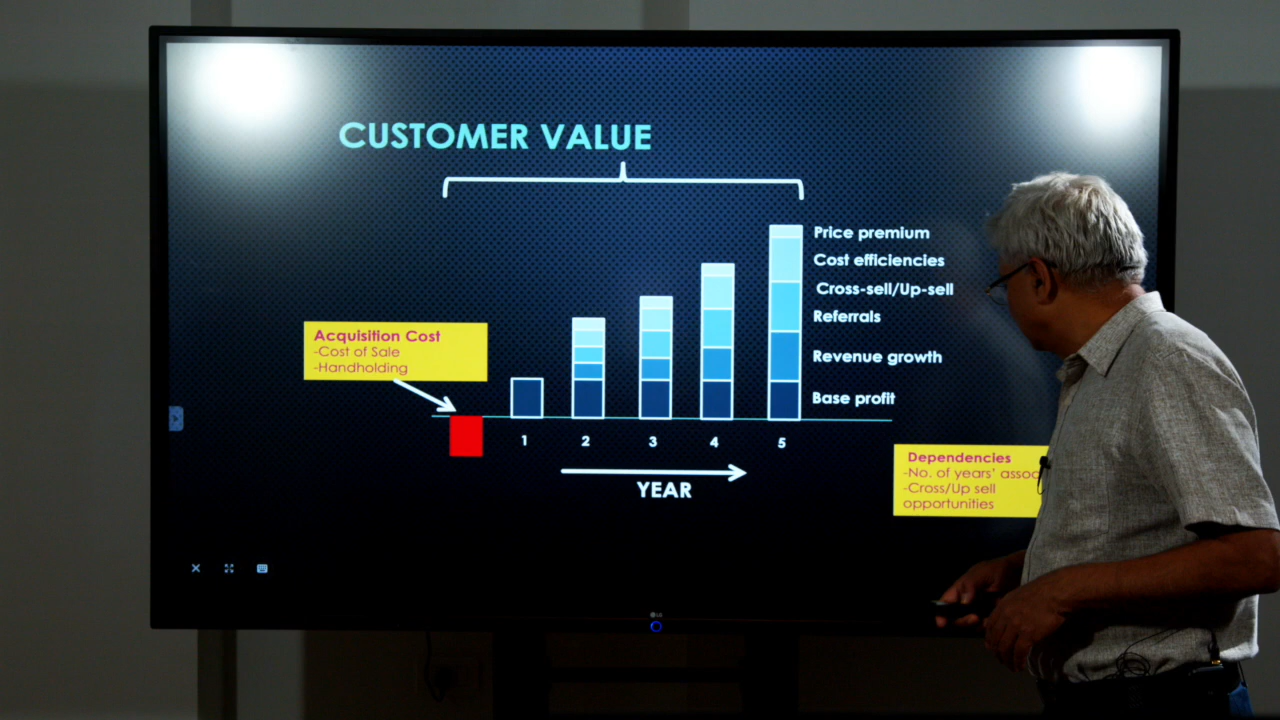 CUSTOMER VALUE
Price premium
Cost efficiencies
Cross-sell/Up-sell
Referrals
Revenue growth
Base profit
Acquisition Cost
-Cost of Sale
-Handholding
1 2 3 4 5
YEAR
Dependencies
-No. of years' assoc
-Cross/Up sell
opportunities
LG